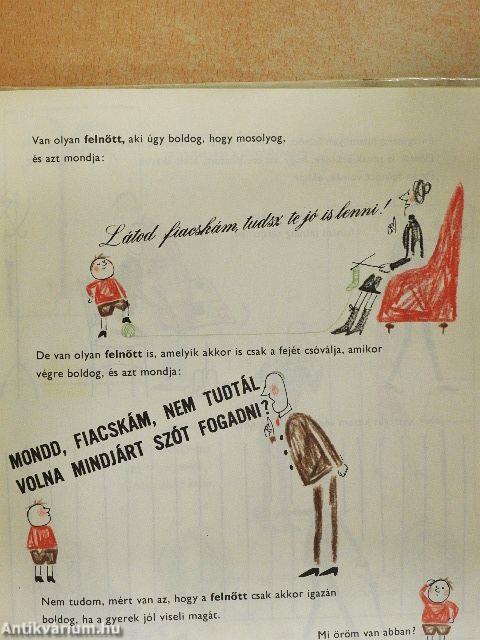 Van olyan felnőtt, aki úgy boldog, hogy mosolyog,
és azt mondja:
Látod fiacskám, tudsz te jó is lenni!
De van olyan felnőtt is, amelyik akkor is csak a fejét csóválja, amikor
végre boldog, és azt mondja:
MONDD, FIACSKÁM, NEM TUDTÁL
VOLNA MINDJÁRT SZÓT FOGADNI?
Nem tudom, mért van az, hogy a felnőtt csak akkor igazán
boldog, ha a gyerek jól viseli magát.
Mi öröm van abban?
Antikvarium.hu